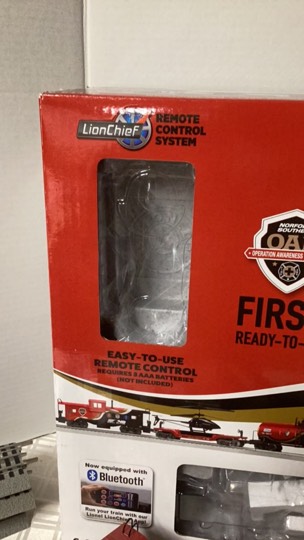 LionChief
REMOTE
CONTROL
SYSTEM
NORFOL
SOUTHE
OA
OPERATION AWARENESS
FIRS
READY-TO-
EASY-TO-USE
REMOTE CONTROL
REQUIRES 3 AAA BATTERIES
(NOT INCLUDED)
Now equipped with
Bluetooth
Run your train with our
Lionel LionChief